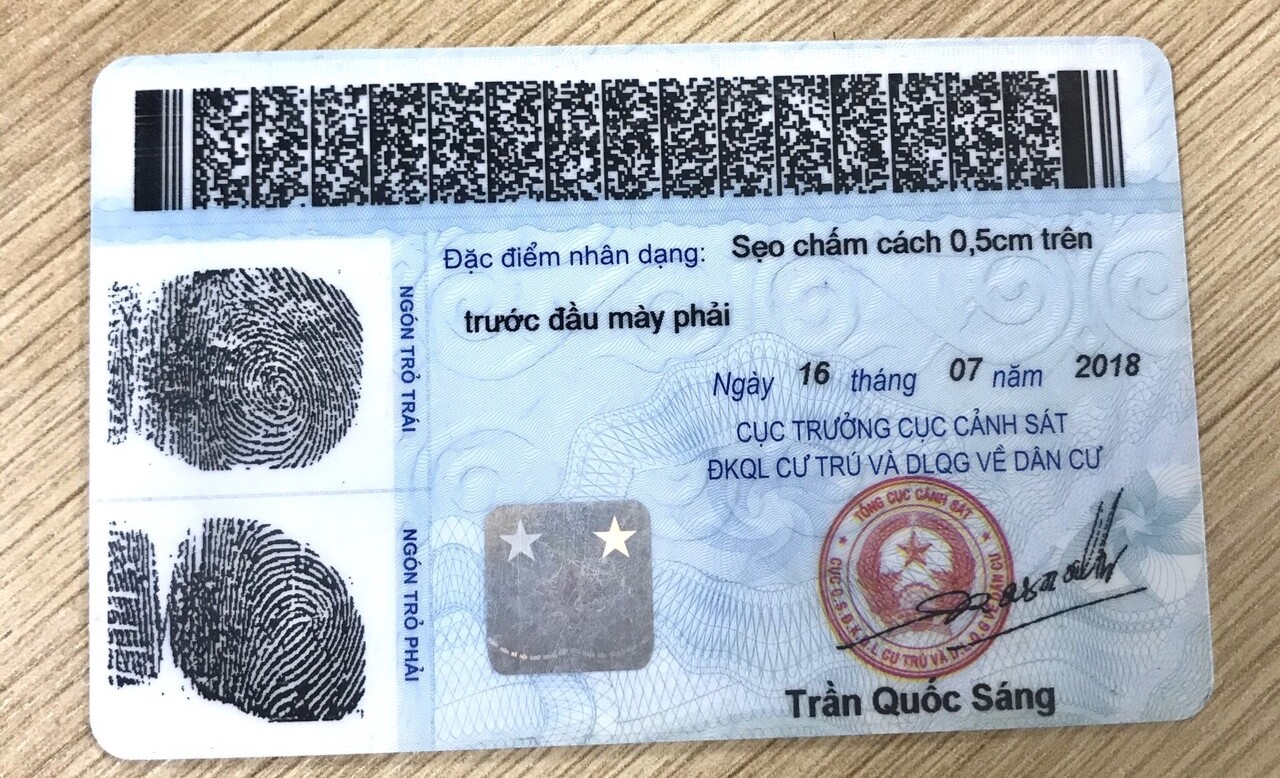 Đặc điểm nhân dạng: Sẹo chấm cách 0,5cm trên
trước đầu mày phải
NGÓN TRỎ TRÁI
NGÓN TRỎ PHẢI
Ngày 16 tháng 07 năm 2018
CỤC TRƯỞNG CỤC CẢNH SÁT
ĐKQL CƯ TRÚ VÀ DLQG VỀ DÂN CƯ
TỔNG CỤC CẢNH SÁT
Trần Quốc Sáng